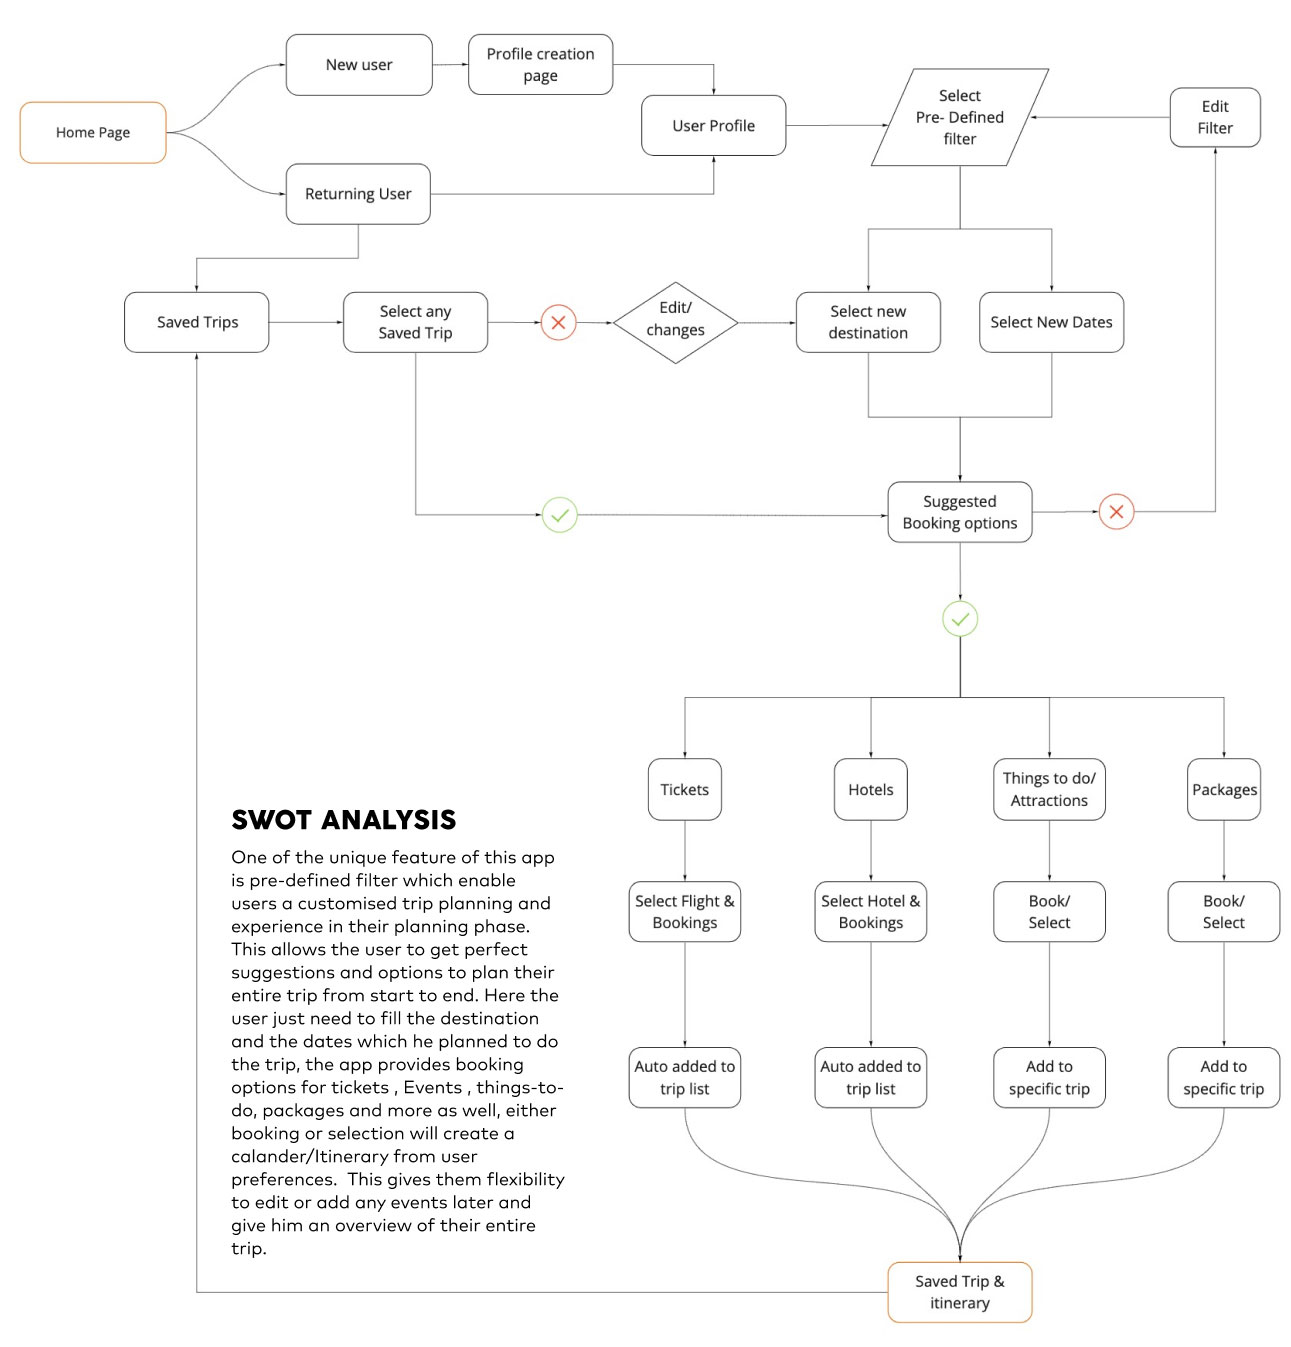 New user
Profile creation
page
Home Page
User Profile
Select
Pre- Defined
filter
Edit
Filter
Returning User
Saved Trips
Select any
Saved Trip
Edit/
changes
Select new
destination
Select New Dates
Suggested
Booking options
Tickets
Hotels
Things to do/
Attractions
Packages
Select Flight &
Bookings
Select Hotel &
Bookings
Book/
Select
Book/
Select
Auto added to
trip list
Auto added to
trip list
Add to
specific trip
Add to
specific trip
Saved Trip &
itinerary
SWOT ANALYSIS
One of the unique feature of this app
is pre-defined filter which enable
users a customised trip planning and
experience in their planning phase.
This allows the user to get perfect
suggestions and options to plan their
entire trip from start to end. Here the
user just need to fill the destination
and the dates which he planned to do
the trip, the app provides booking
options for tickets , Events , things-to-
do, packages and more as well, either
booking or selection will create a
calander/Itinerary from user
preferences.  This gives them flexibility
to edit or add any events later and
give him an overview of their entire
trip.